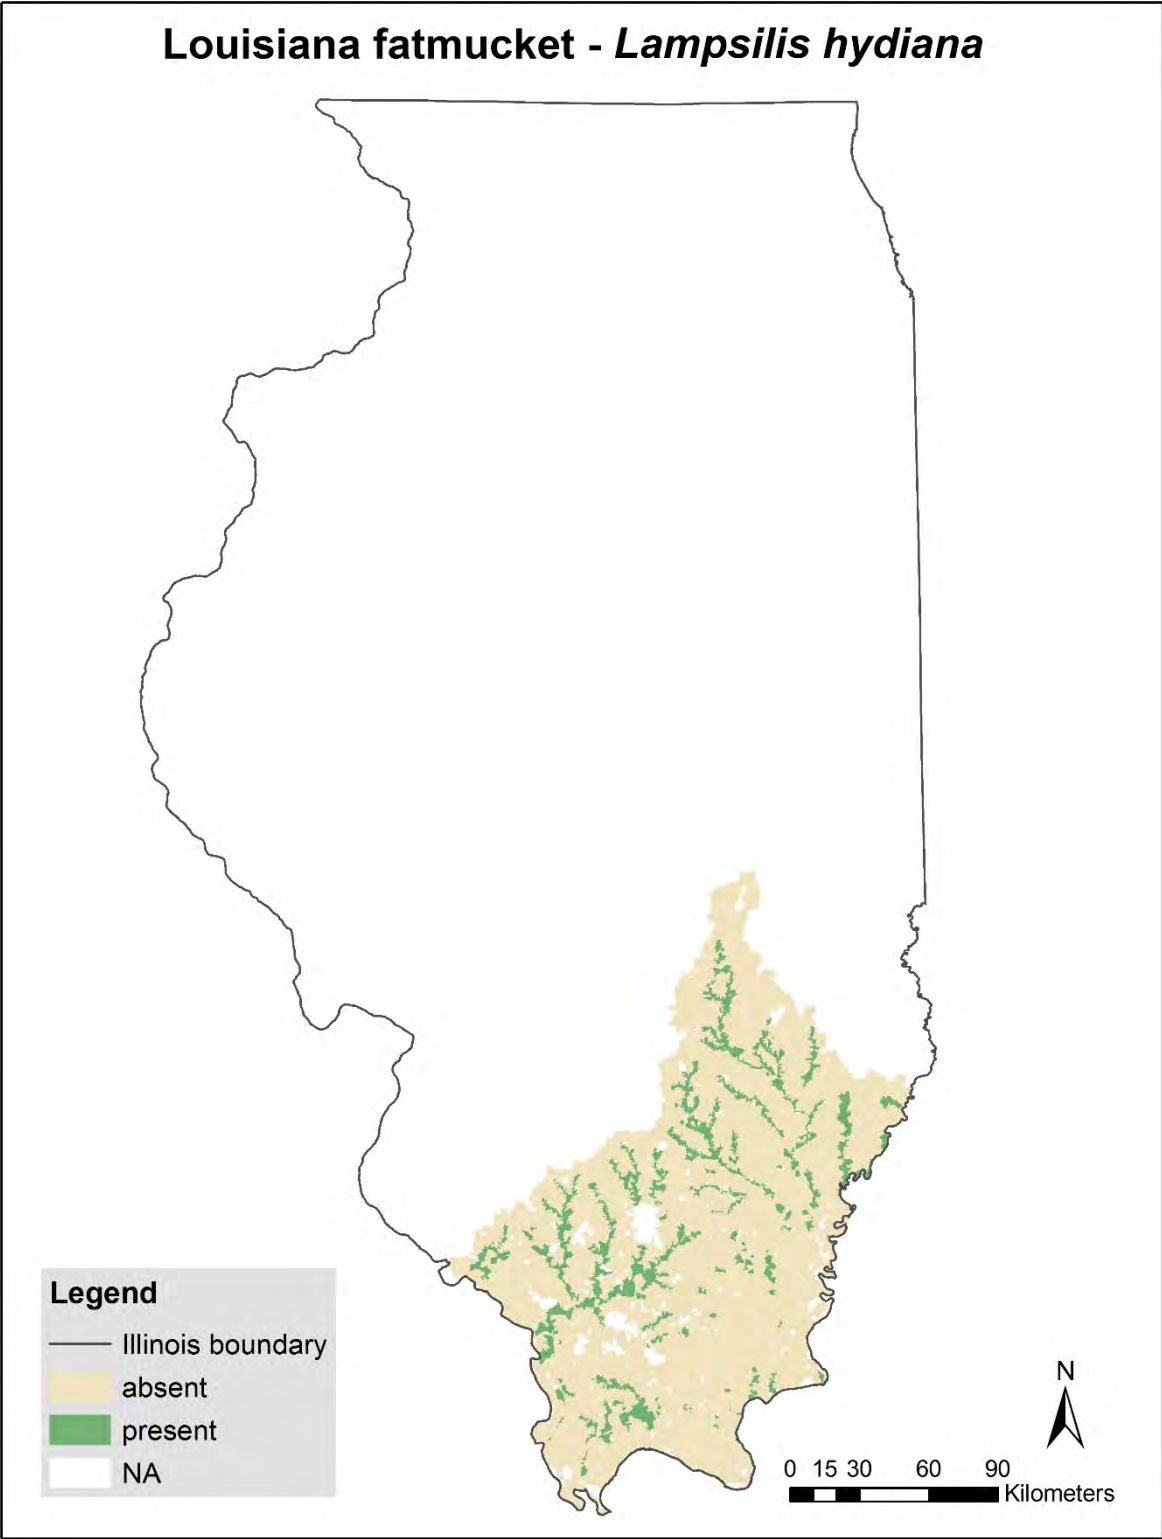 Louisiana fatmucket - Lampsilis hydiana
Legend
Illinois boundary
absent
present
NA
N
0 15 30 60 90
Kilometers